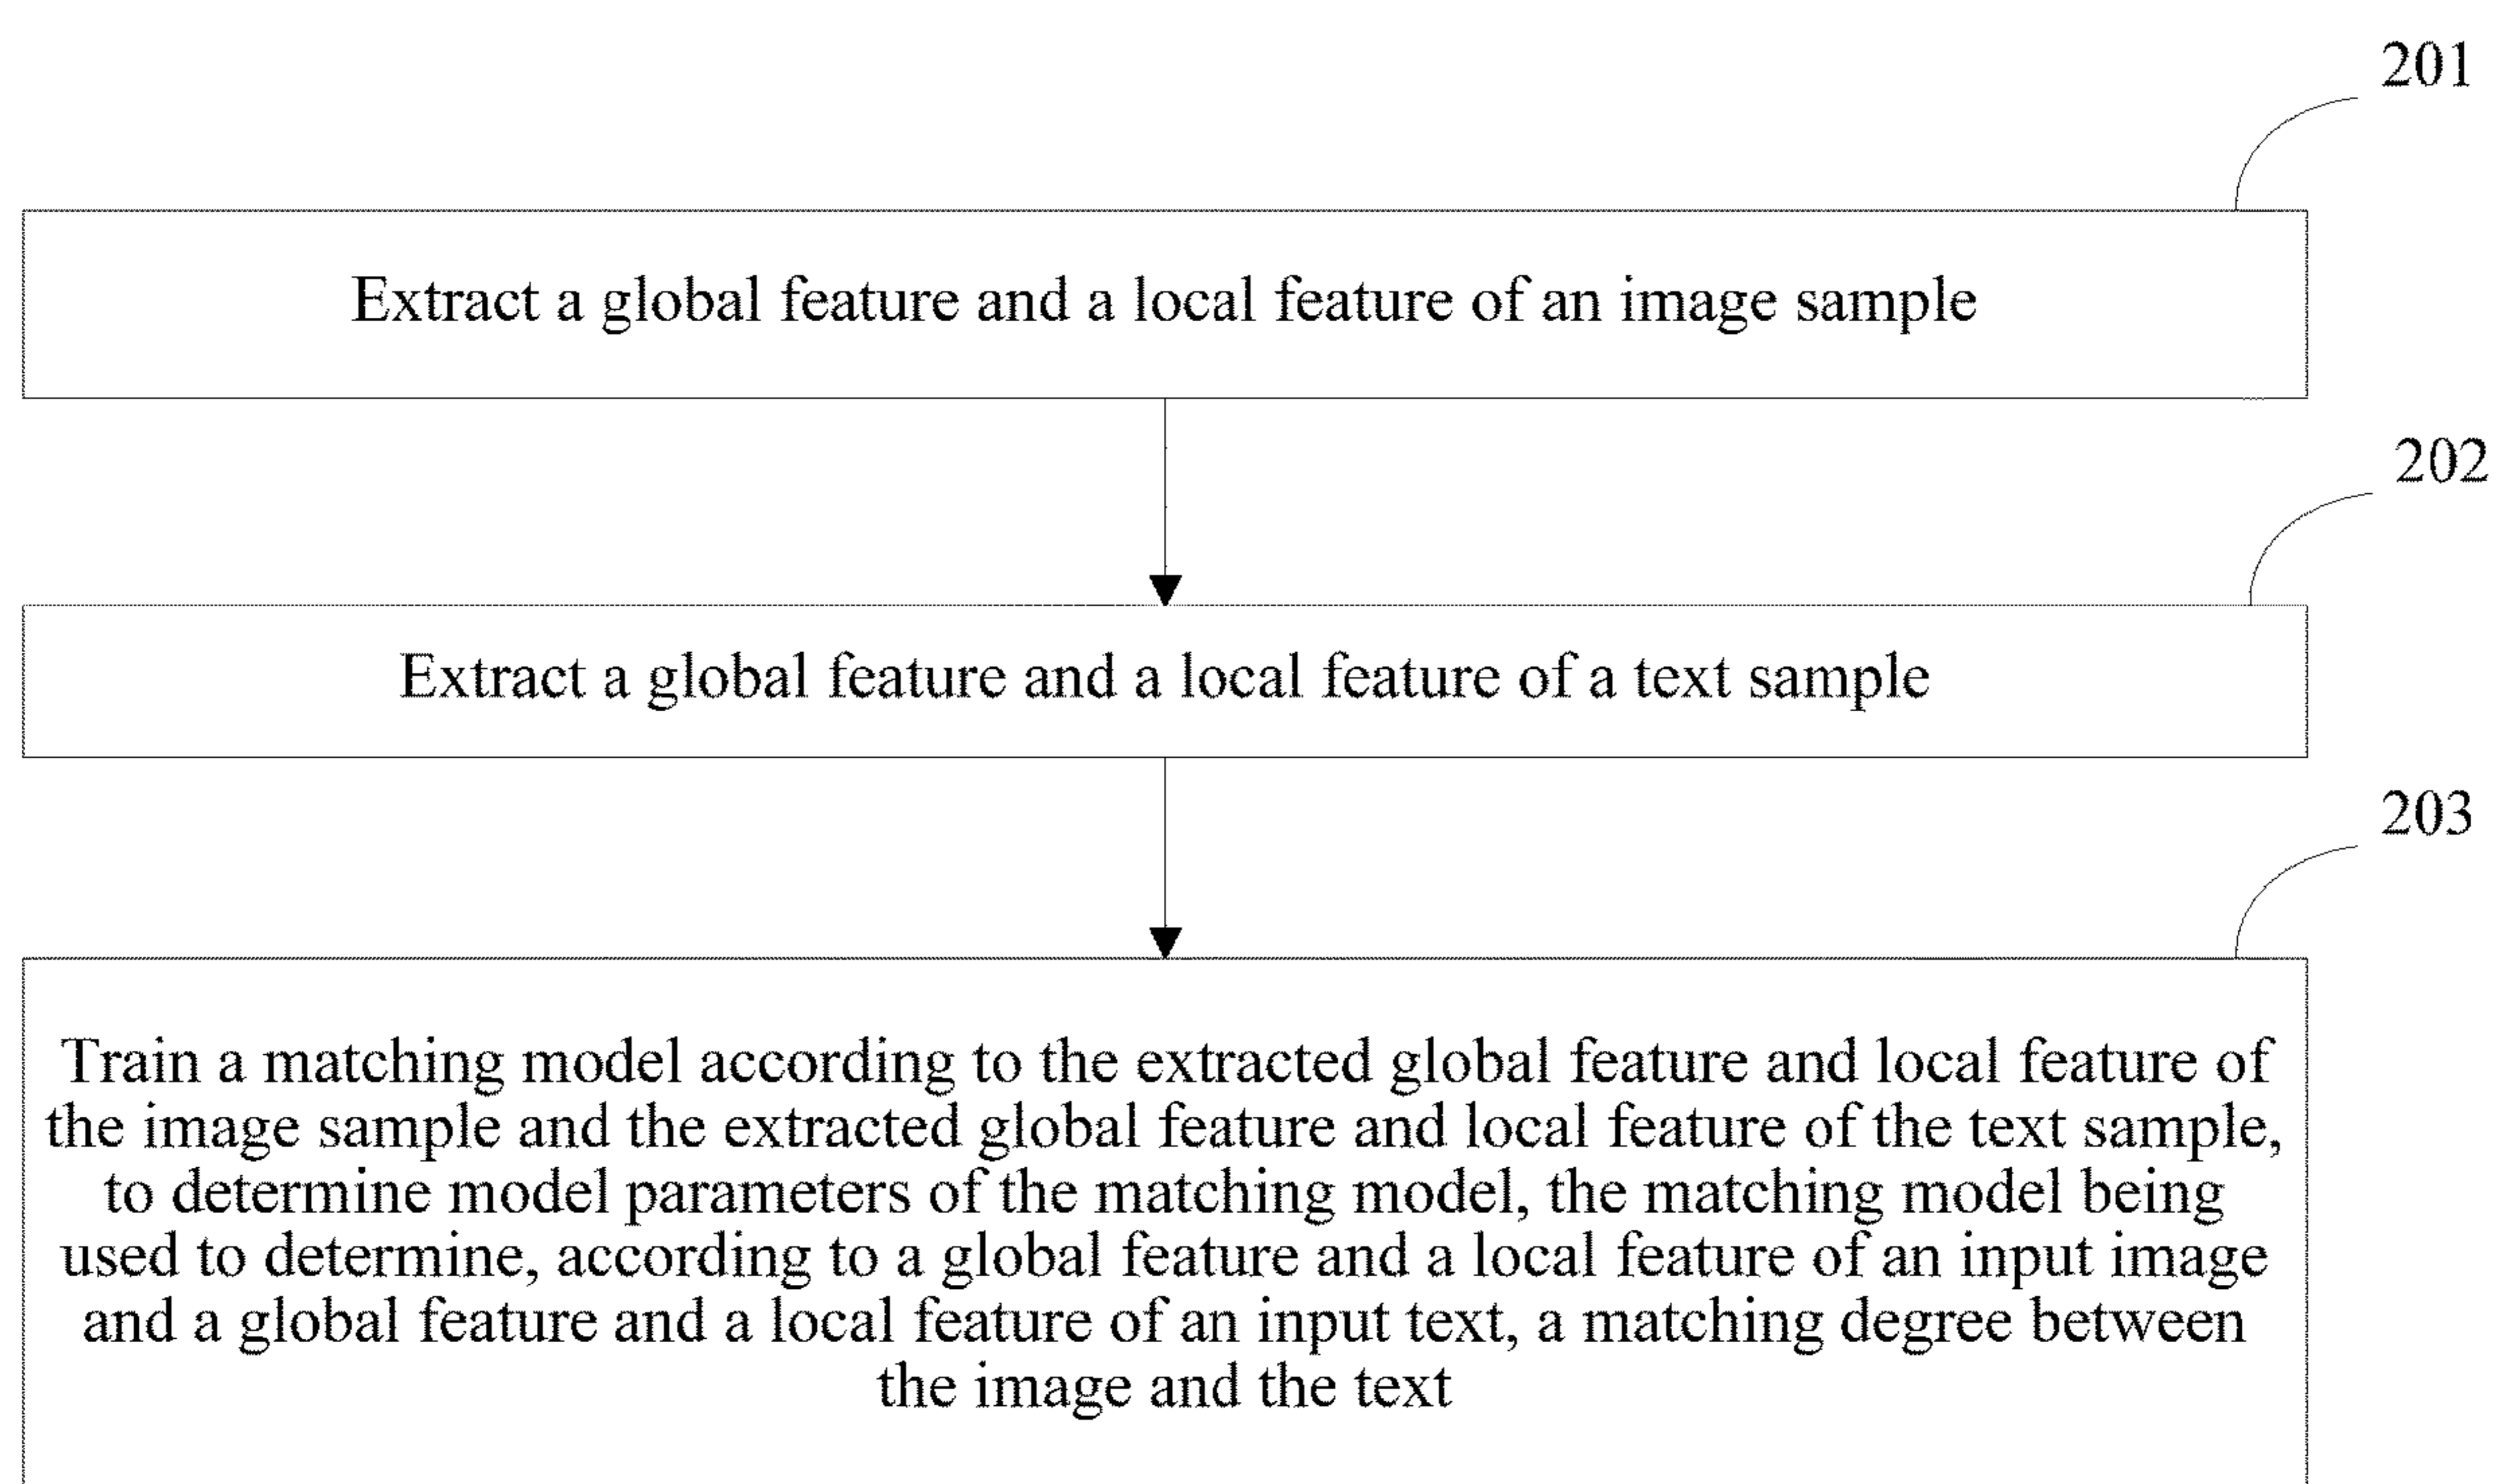 201
Extract a global feature and a local feature of an image sample
202
Extract a global feature and a local feature of a text sample
203
Train a matching model according to the extracted global feature and local feature of
the image sample and the extracted global feature and local feature of the text sample,
to determine model parameters of the matching model, the matching model being
used to determine, according to a global feature and a local feature of an input image
and a global feature and a local feature of an input text, a matching degree between
the image and the text